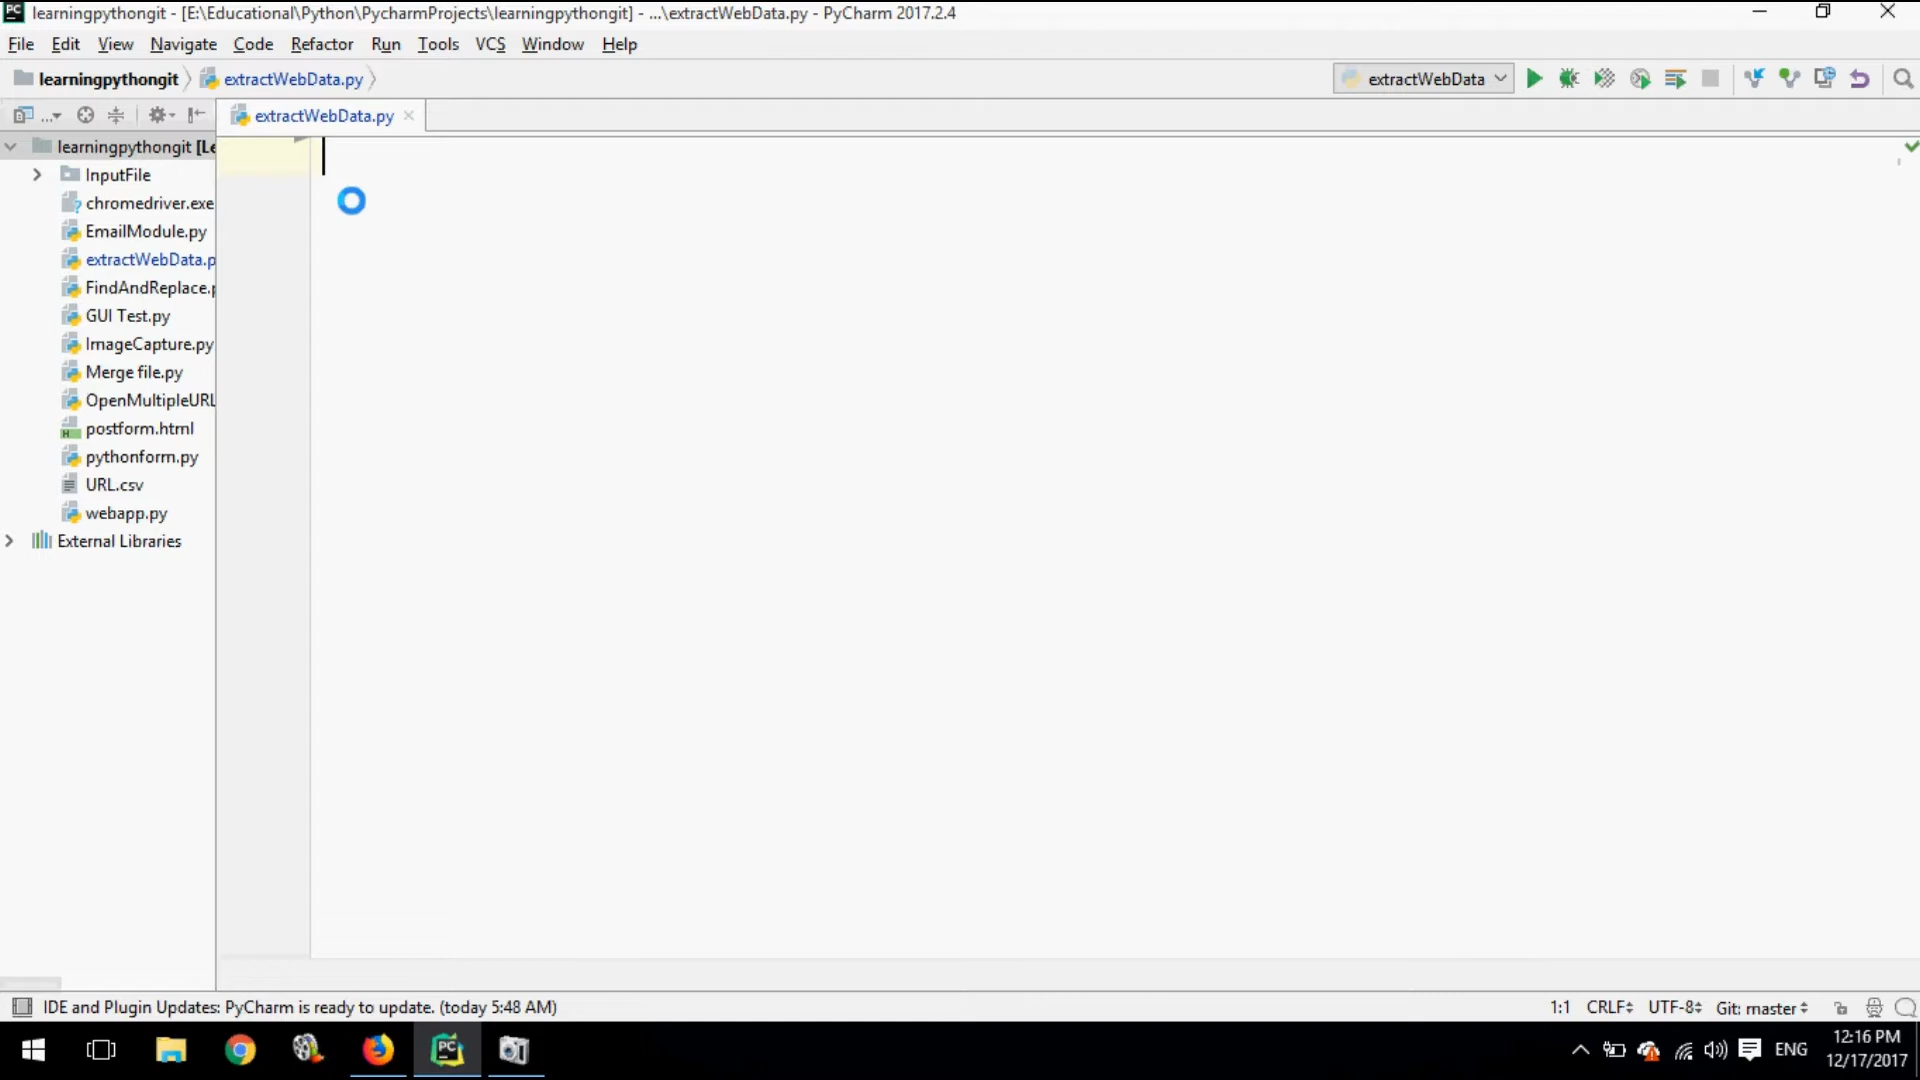 PC learningpythongit - [E:\Educational\Python\PycharmProjects\learningpythongit] - ...\extractWebData.py - PyCharm 2017.2.4
File Edit View Navigate Code Refactor Run Tools VCS Window Help
learningpythongit extractWebData.py extractWebData
... extractWebData.py
learningpythongit [Le
InputFile
chromedriver.exe
EmailModule.py
extractWebData.p
FindAndReplace.p
GUI Test.py
ImageCapture.py
Merge file.py
OpenMultipleURL
H postform.html
pythonform.py
URL.csv
webapp.py
External Libraries
IDE and Plugin Updates: PyCharm is ready to update. (today 5:48 AM) 1:1 CRLF UTF-8 Git: master
PC ENG 12:16 PM
12/17/2017